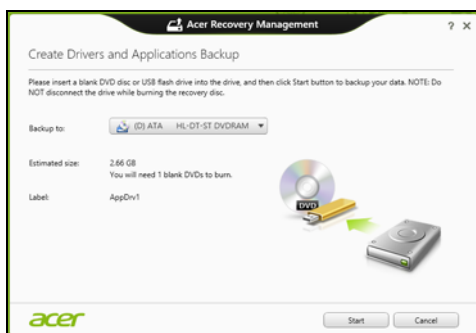 Acer Recovery Management
? ×
Create Drivers and Applications Backup
Please insert a blank DVD disc or USB flash drive into the drive, and then click Start button to backup your data. NOTE: Do
NOT disconnect the drive while burning the recovery disc.
Backup to: (D) ATA HL-DT-ST DVDRAM
Estimated size: 2.66 GB
You will need 1 blank DVDs to burn.
Label: AppDrv1
DVD
acer
Start Cancel